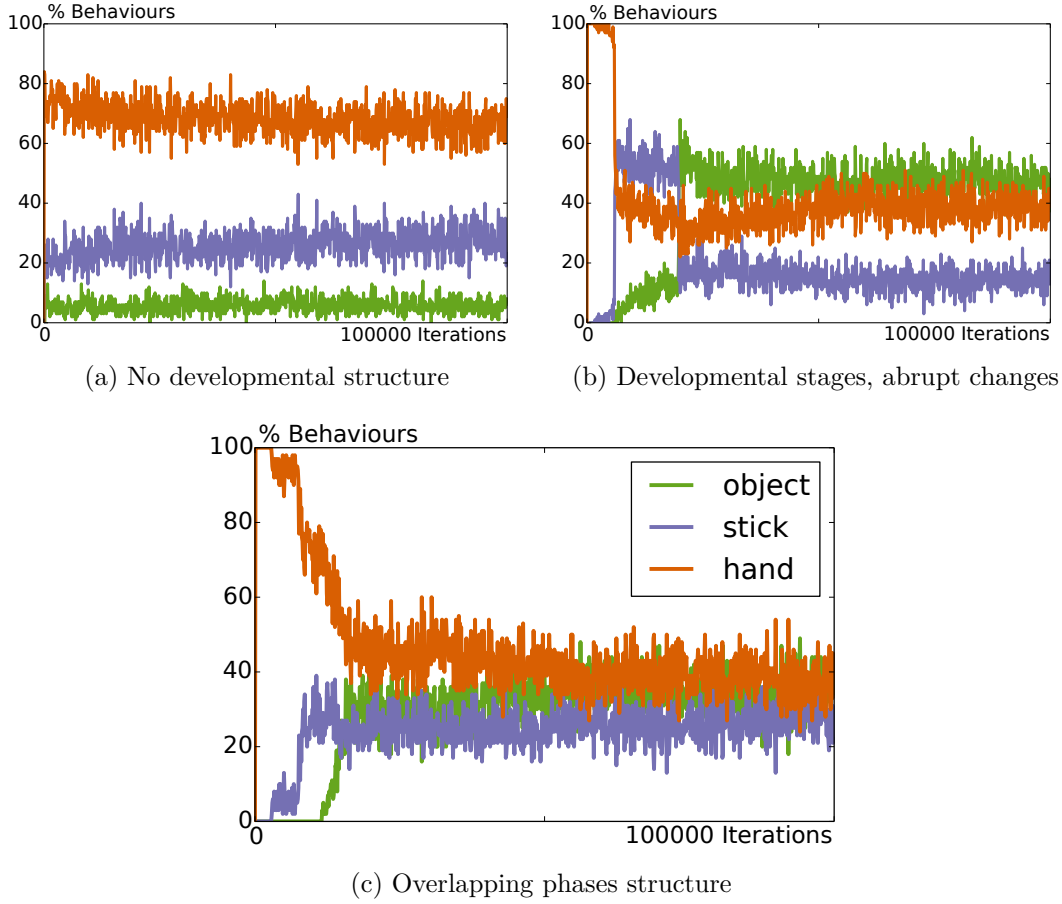 % Behaviours
100
80
60
40
20
0
0
100000 Iterations
(a) No developmental structure
% Behaviours
100
80
60
40
20
0
0
100000 Iterations
(b) Developmental stages, abrupt changes
% Behaviours
100
80
60
40
20
0
0
100000 Iterations
object
stick
hand
(c) Overlapping phases structure